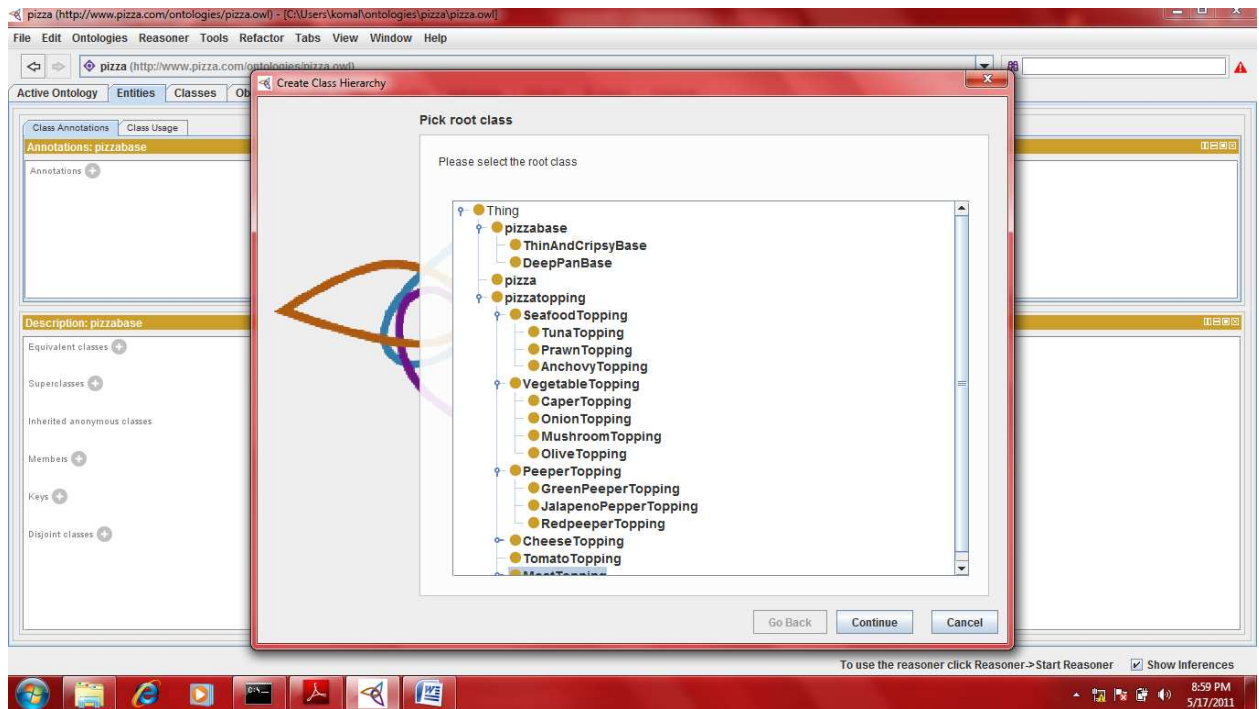 pizza (http://www.pizza.com/ontologies/pizza.owl) - [C:\Users\komal\ontologies\pizza\pizza.owl]
File Edit Ontologies Reasoner Tools Refactor Tabs View Window Help
pizza (http://www.pizza.com/ontologies/pizza.owl)
Create Class Hierarchy
Active Ontology Entities Classes Ob
Pick root class
Class Annotations Class Usage
Annotations: pizzabase
Annotations
Please select the root class
Thing
pizzabase
ThinAndCripsyBase
DeepPanBase
pizza
pizzatopping
SeafoodTopping
TunaTopping
PrawnTopping
AnchovyTopping
VegetableTopping
CaperTopping
OnionTopping
MushroomTopping
OliveTopping
PeeperTopping
GreenPeeperTopping
JalapenoPepperTopping
RedpeeperTopping
CheeseTopping
TomatoTopping
MeatTopping
Description: pizzabase
Equivalent classes
Superclasses
Inherited anonymous classes
Members
Keys
Disjoint classes
Go Back Continue Cancel
To use the reasoner click Reasoner->Start Reasoner Show Inferences
C:\_
8:59 PM
5/17/2011